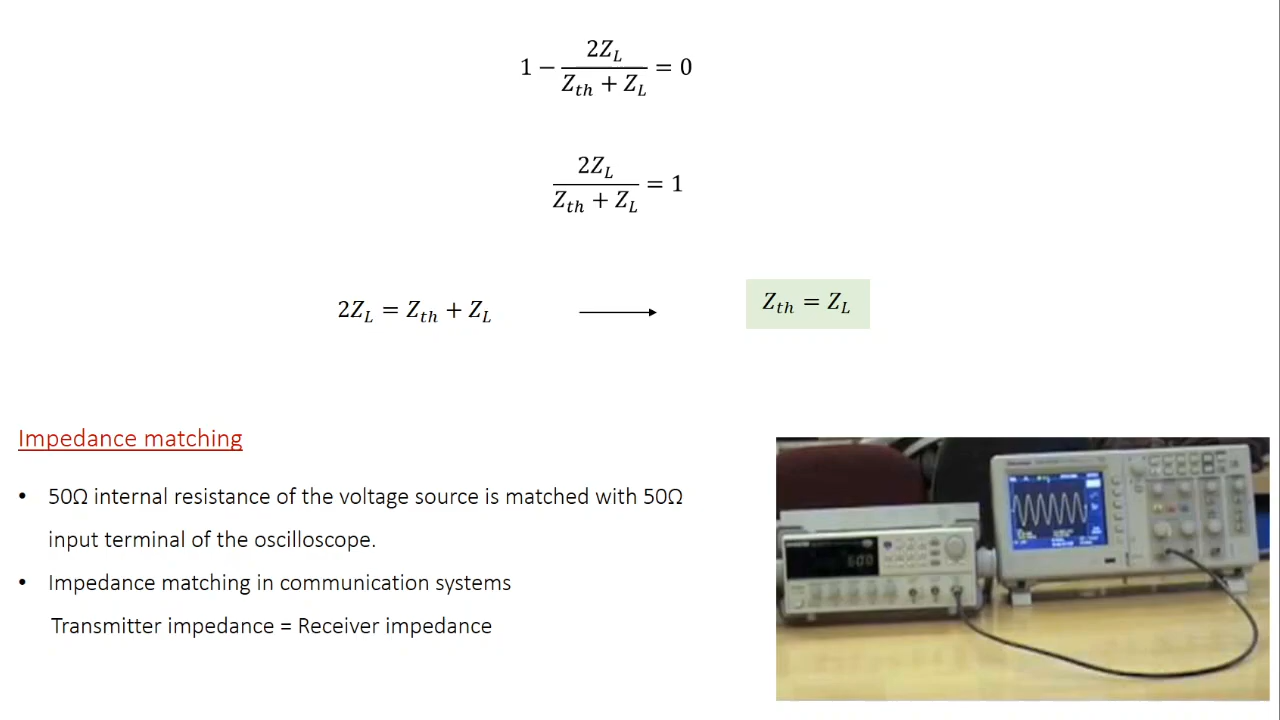 1 − 2Z_L / (Z_th + Z_L) = 0
2Z_L / (Z_th + Z_L) = 1
2Z_L = Z_th + Z_L ⟶ Z_th = Z_L
Impedance matching
• 50Ω internal resistance of the voltage source is matched with 50Ω
input terminal of the oscilloscope.
• Impedance matching in communication systems
Transmitter impedance = Receiver impedance